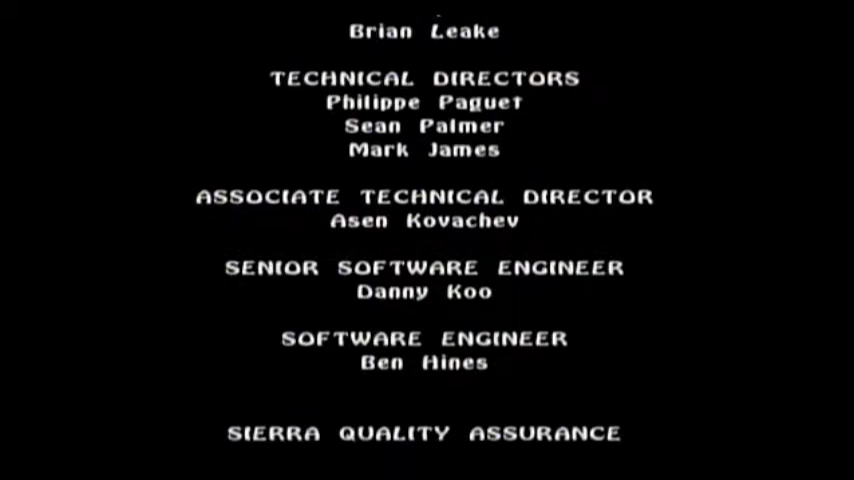 Brian Leake
TECHNICAL DIRECTORS
Philippe Paquet
Sean Palmer
Mark James
ASSOCIATE TECHNICAL DIRECTOR
Asen Kovachev
SENIOR SOFTWARE ENGINEER
Danny Koo
SOFTWARE ENGINEER
Ben Hines
SIERRA QUALITY ASSURANCE